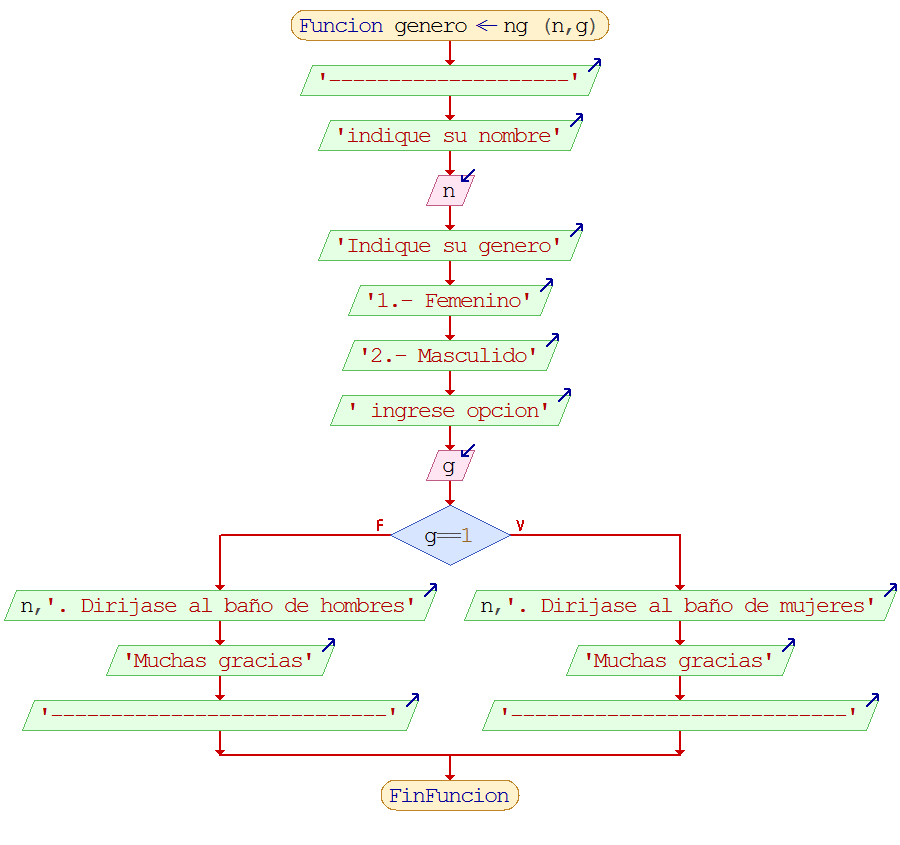 Funcion genero ← ng (n,g)
'--------------------'
'indique su nombre'
n
'Indique su genero'
'1.- Femenino'
'2.- Masculido'
' ingrese opcion'
g
F
V
g==1
n,'. Dirijase al baño de hombres'
n,'. Dirijase al baño de mujeres'
'Muchas gracias'
'Muchas gracias'
'----------------------------'
'----------------------------'
FinFuncion